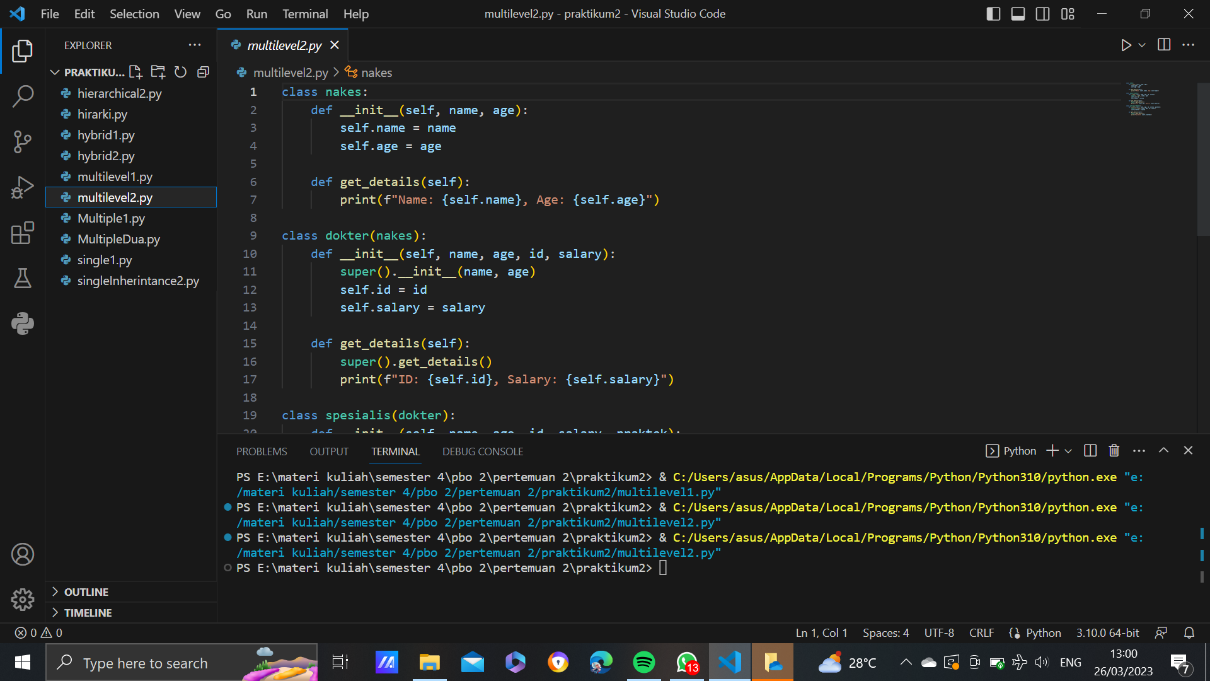 File Edit Selection View Go Run Terminal Help multilevel2.py - praktikum2 - Visual Studio Code
EXPLORER
PRAKTIKU...
hierarchical2.py
hirarki.py
hybrid1.py
hybrid2.py
multilevel1.py
multilevel2.py
Multiple1.py
MultipleDua.py
single1.py
singleInherintance2.py
OUTLINE
TIMELINE
multilevel2.py
multilevel2.py > nakes
1 class nakes:
2 def __init__(self, name, age):
3 self.name = name
4 self.age = age
5
6 def get_details(self):
7 print(f"Name: {self.name}, Age: {self.age}")
8
9 class dokter(nakes):
10 def __init__(self, name, age, id, salary):
11 super().__init__(name, age)
12 self.id = id
13 self.salary = salary
14
15 def get_details(self):
16 super().get_details()
17 print(f"ID: {self.id}, Salary: {self.salary}")
18
19 class spesialis(dokter):
20 def __init__(self, name, age, id, salary, praktek):
PROBLEMS OUTPUT TERMINAL DEBUG CONSOLE Python
PS E:\materi kuliah\semester 4\pbo 2\pertemuan 2\praktikum2> & C:/Users/asus/AppData/Local/Programs/Python/Python310/python.exe "e:
/materi kuliah/semester 4/pbo 2/pertemuan 2/praktikum2/multilevel1.py"
PS E:\materi kuliah\semester 4\pbo 2\pertemuan 2\praktikum2> & C:/Users/asus/AppData/Local/Programs/Python/Python310/python.exe "e:
/materi kuliah/semester 4/pbo 2/pertemuan 2/praktikum2/multilevel2.py"
PS E:\materi kuliah\semester 4\pbo 2\pertemuan 2\praktikum2> & C:/Users/asus/AppData/Local/Programs/Python/Python310/python.exe "e:
/materi kuliah/semester 4/pbo 2/pertemuan 2/praktikum2/multilevel2.py"
PS E:\materi kuliah\semester 4\pbo 2\pertemuan 2\praktikum2>
0 0 Ln 1, Col 1 Spaces: 4 UTF-8 CRLF Python 3.10.0 64-bit
Type here to search 13 28°C ENG 13:00 7
26/03/2023